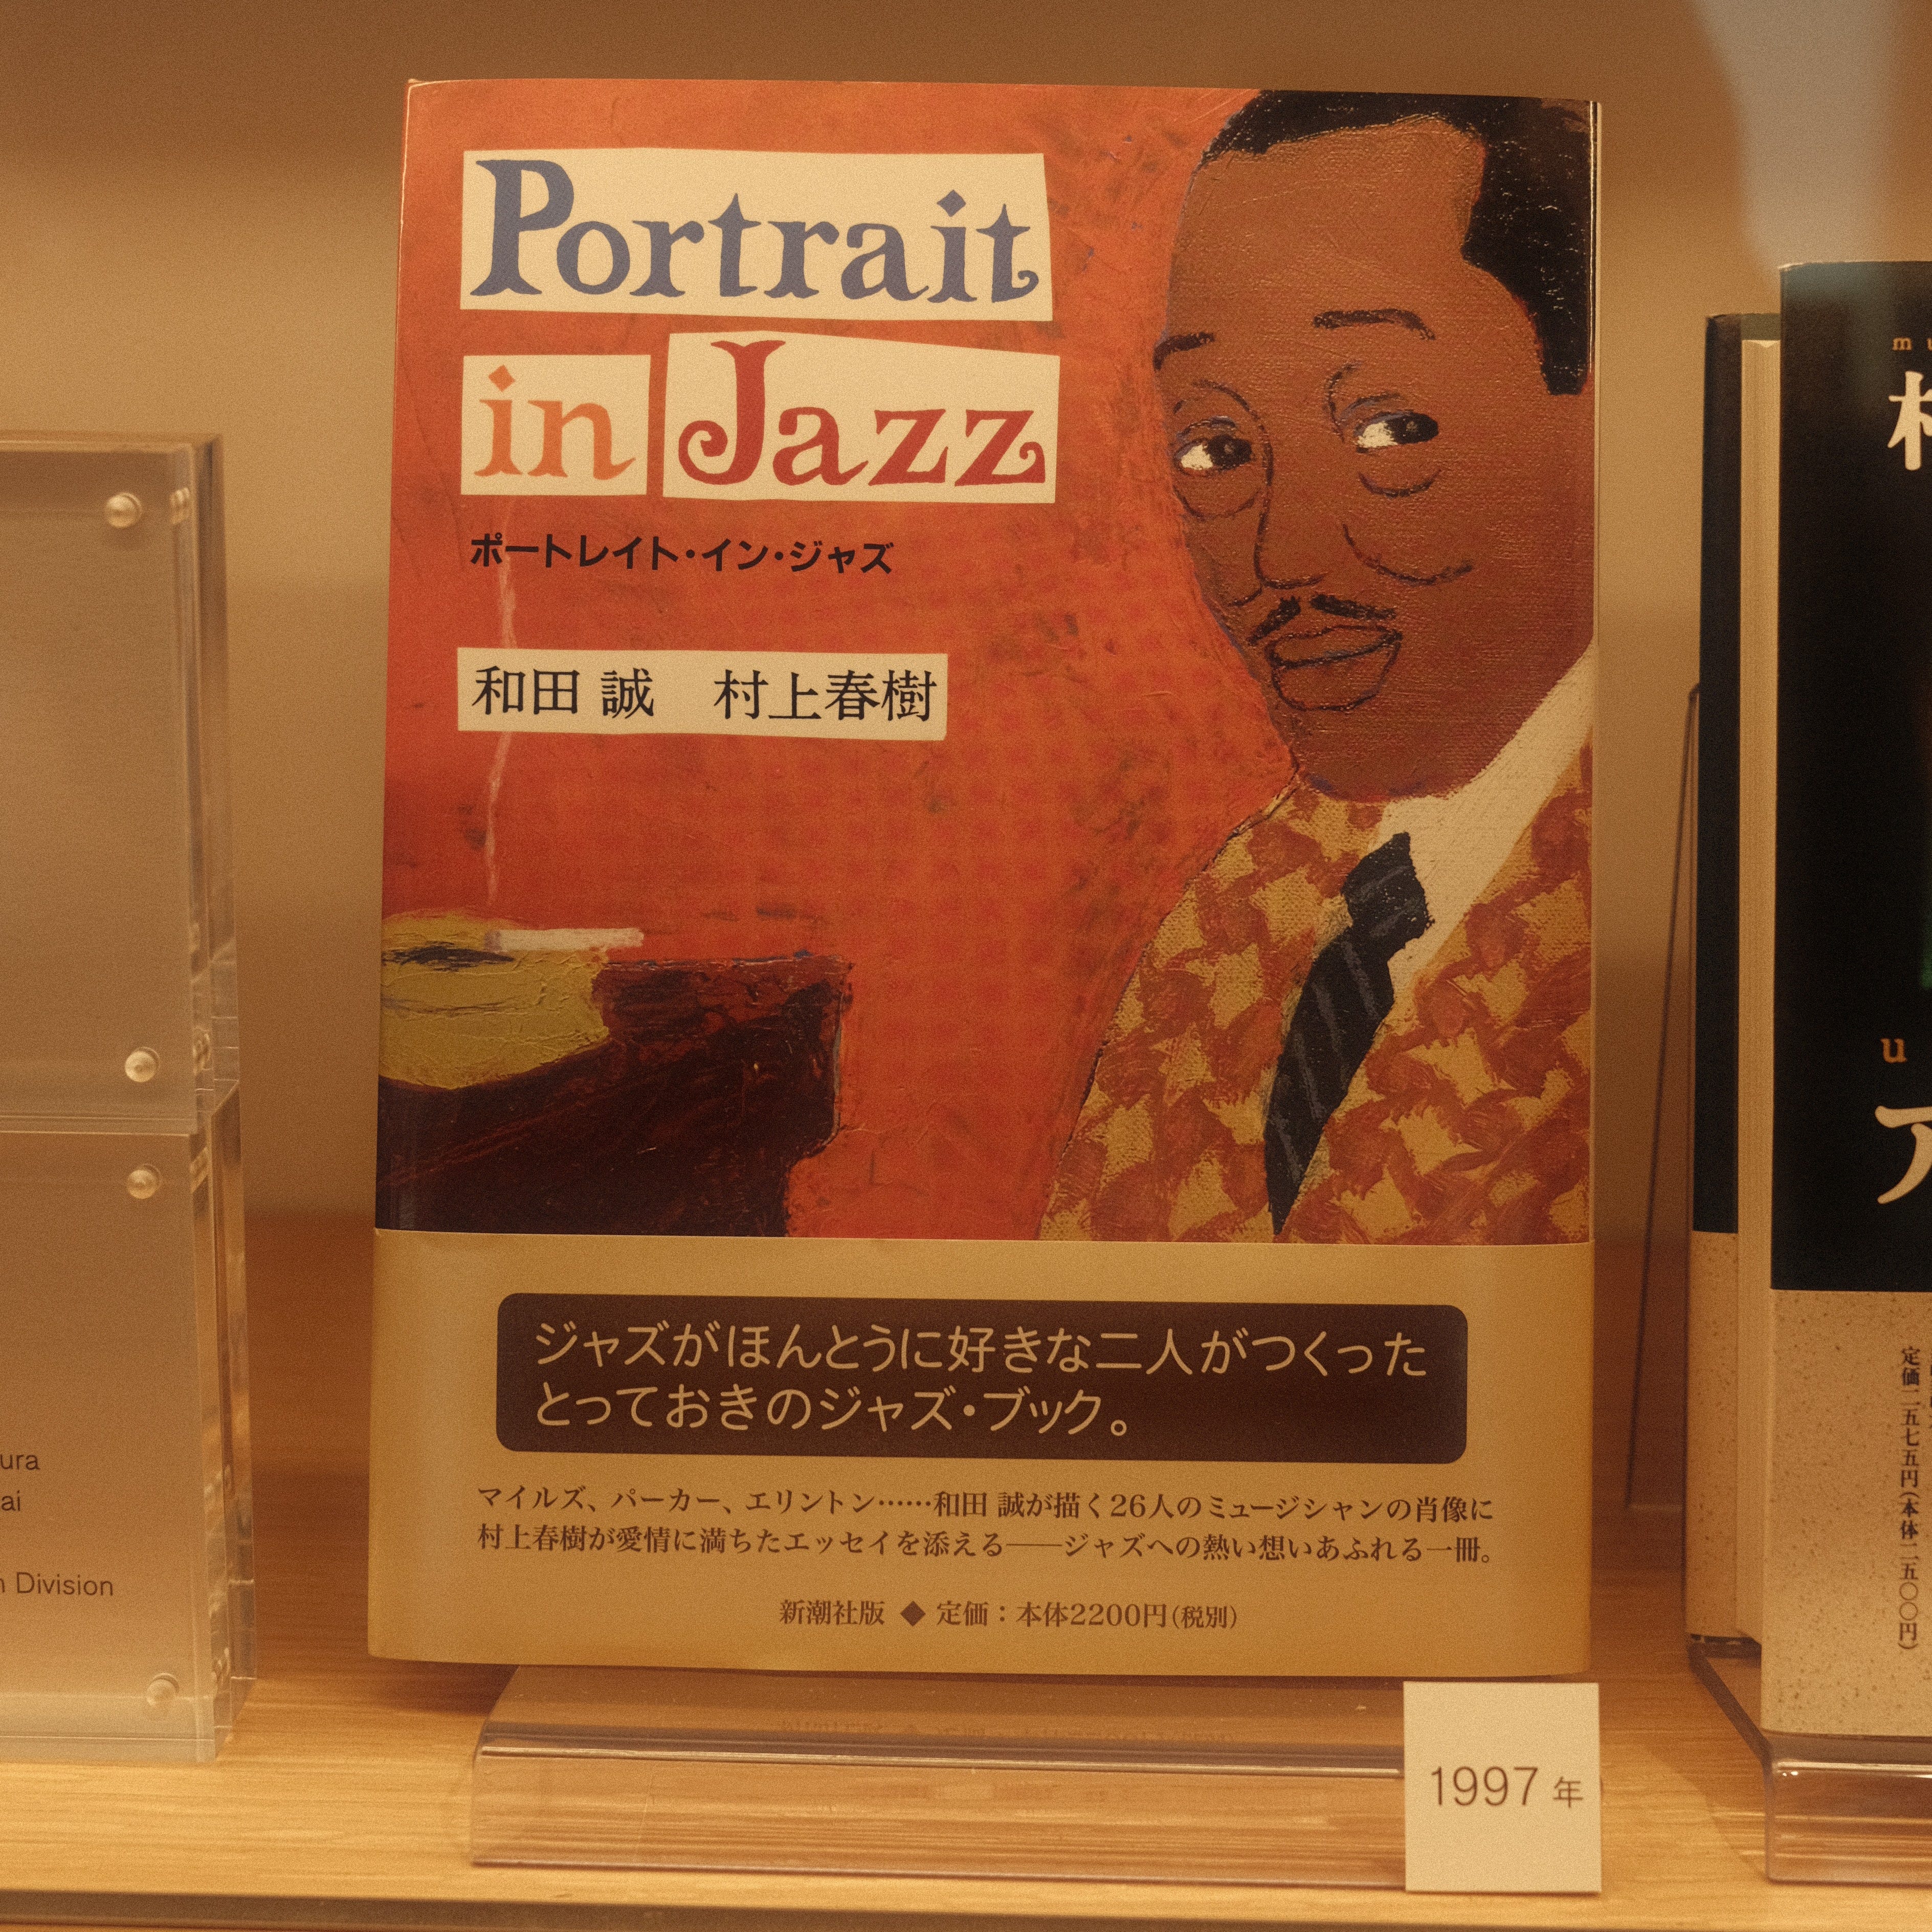 Portrait
in Jazz
ポートレイト・イン・ジャズ
和田 誠　村上春樹
ジャズがほんとうに好きな二人がつくった
とっておきのジャズ・ブック。
マイルズ、パーカー、エリントン……和田 誠が描く26人のミュージシャンの肖像に
村上春樹が愛情に満ちたエッセイを添える――ジャズへの熱い想いあふれる一冊。
新潮社版 ◆ 定価：本体2200円（税別）
1997年
ura
ai
n Division
mu
村
u
ア
定価二五七五円（本体二五〇〇円）